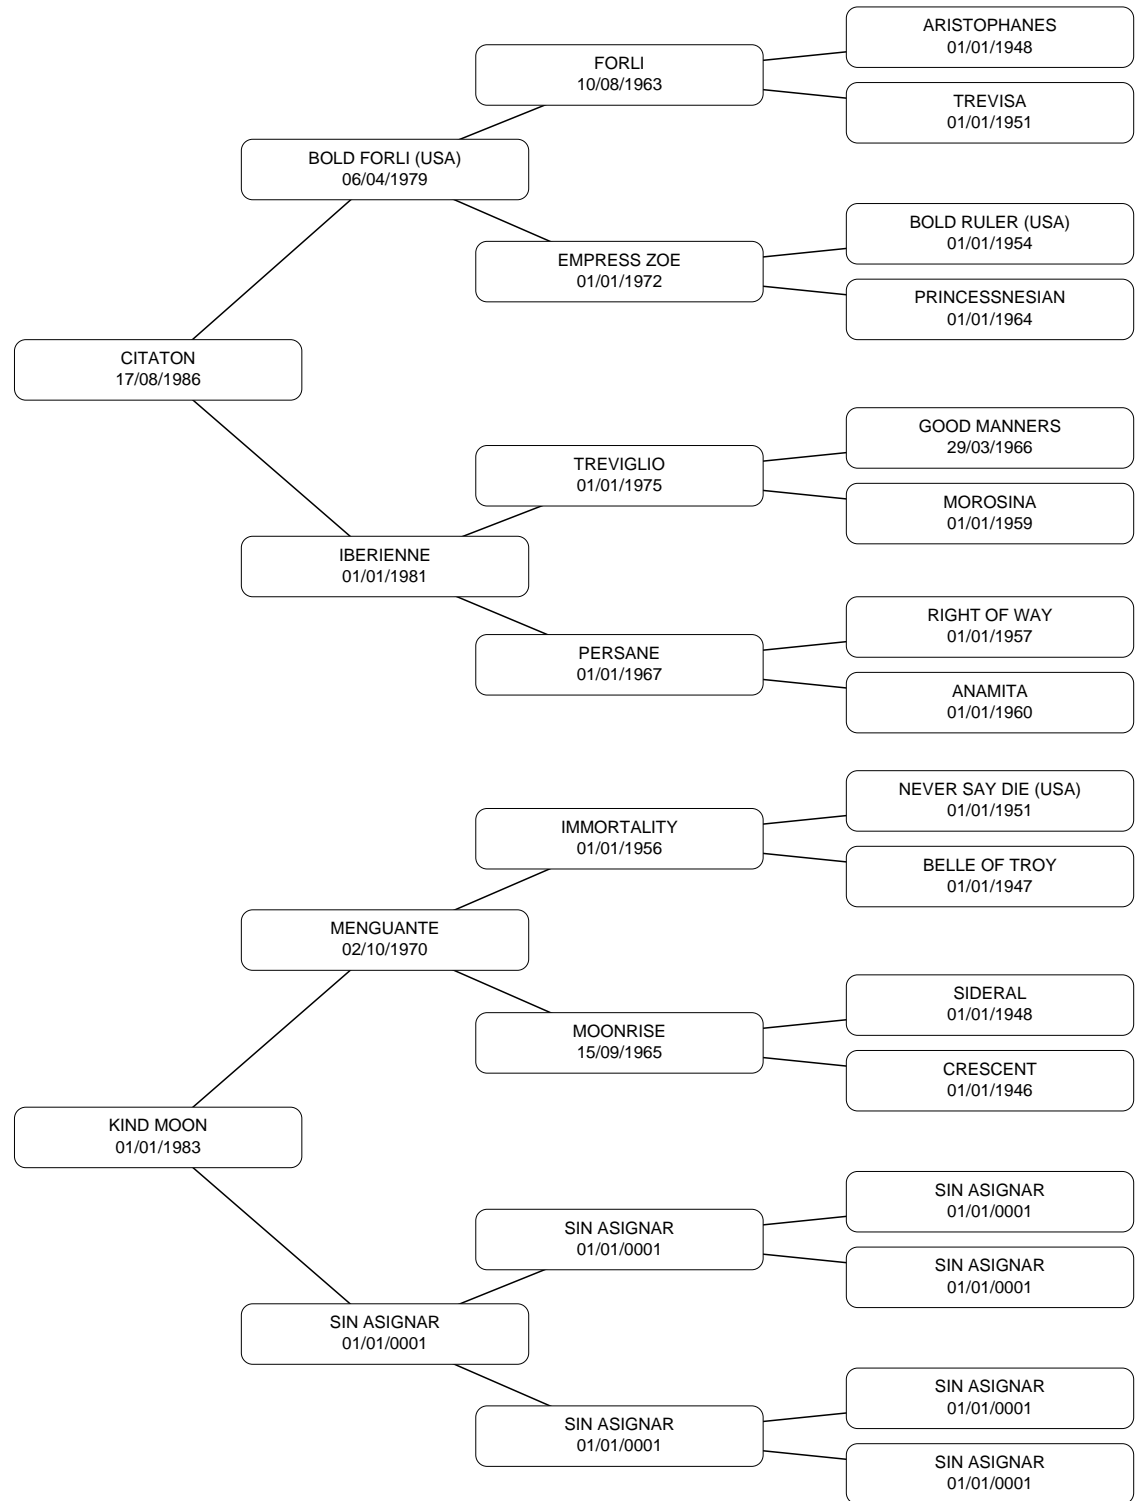 ARISTOPHANES
01/01/1948
FORLI
10/08/1963
TREVISA
01/01/1951
BOLD FORLI (USA)
06/04/1979
BOLD RULER (USA)
01/01/1954
EMPRESS ZOE
01/01/1972
PRINCESSNESIAN
01/01/1964
CITATON
17/08/1986
GOOD MANNERS
29/03/1966
TREVIGLIO
01/01/1975
MOROSINA
01/01/1959
IBERIENNE
01/01/1981
RIGHT OF WAY
01/01/1957
PERSANE
01/01/1967
ANAMITA
01/01/1960
NEVER SAY DIE (USA)
01/01/1951
IMMORTALITY
01/01/1956
BELLE OF TROY
01/01/1947
MENGUANTE
02/10/1970
SIDERAL
01/01/1948
MOONRISE
15/09/1965
CRESCENT
01/01/1946
KIND MOON
01/01/1983
SIN ASIGNAR
01/01/0001
SIN ASIGNAR
01/01/0001
SIN ASIGNAR
01/01/0001
SIN ASIGNAR
01/01/0001
SIN ASIGNAR
01/01/0001
SIN ASIGNAR
01/01/0001
SIN ASIGNAR
01/01/0001